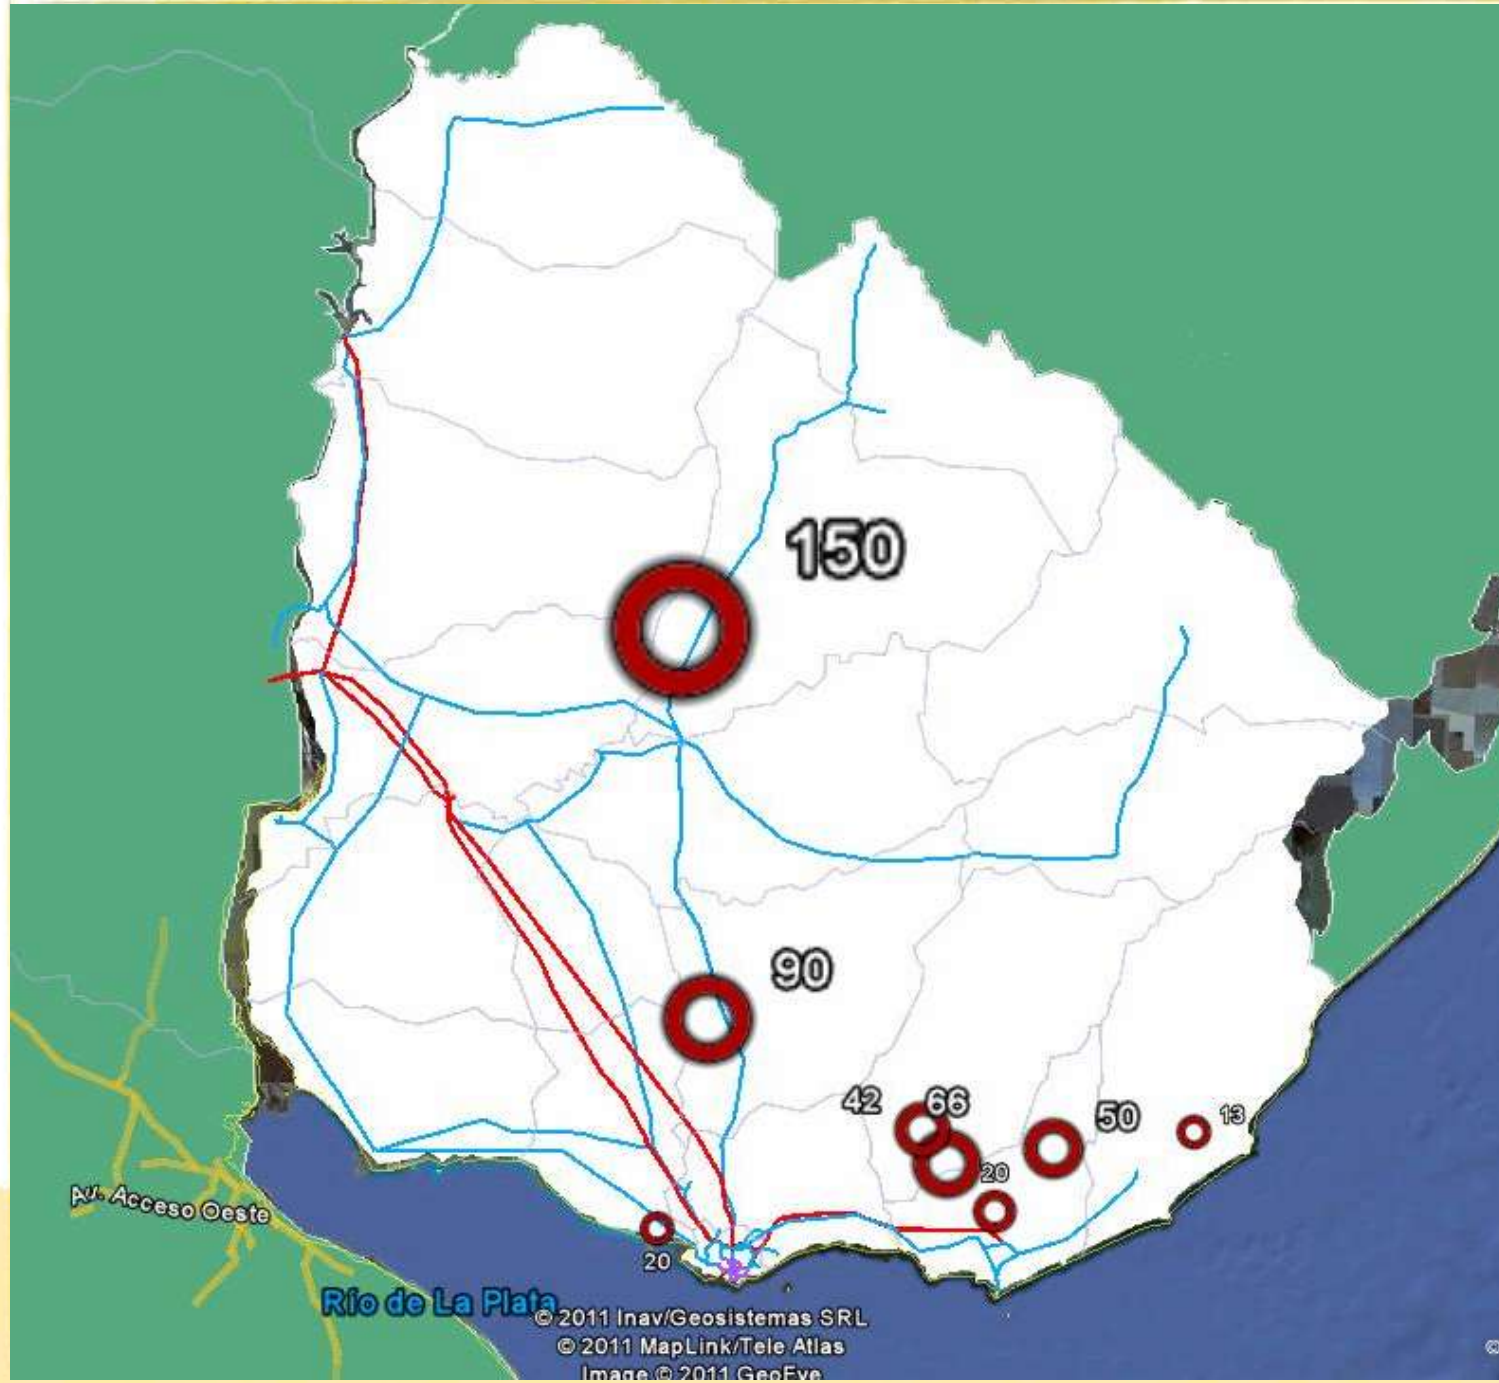 150
90
42
66
50
13
20
20
Av. Acceso Oeste
Río de La Plata
© 2011 Inav/Geosistemas SRL
© 2011 MapLink/Tele Atlas
Image © 2011 GeoEye
©